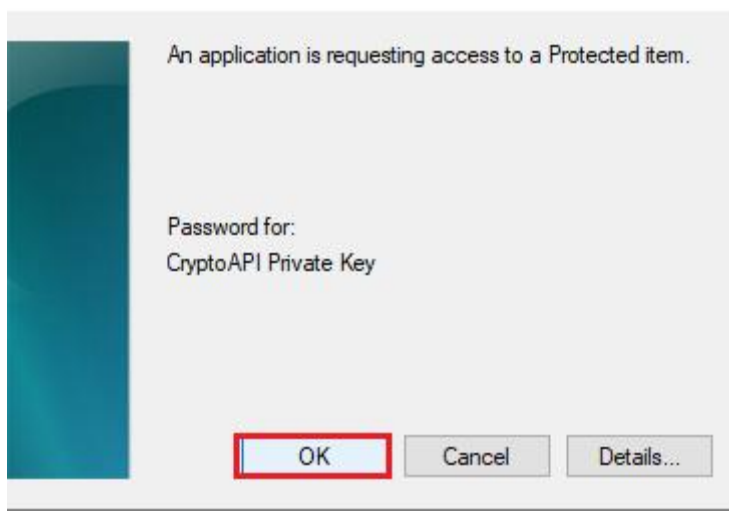 An application is requesting access to a Protected item.
Password for:
CryptoAPI Private Key
OK
Cancel
Details...